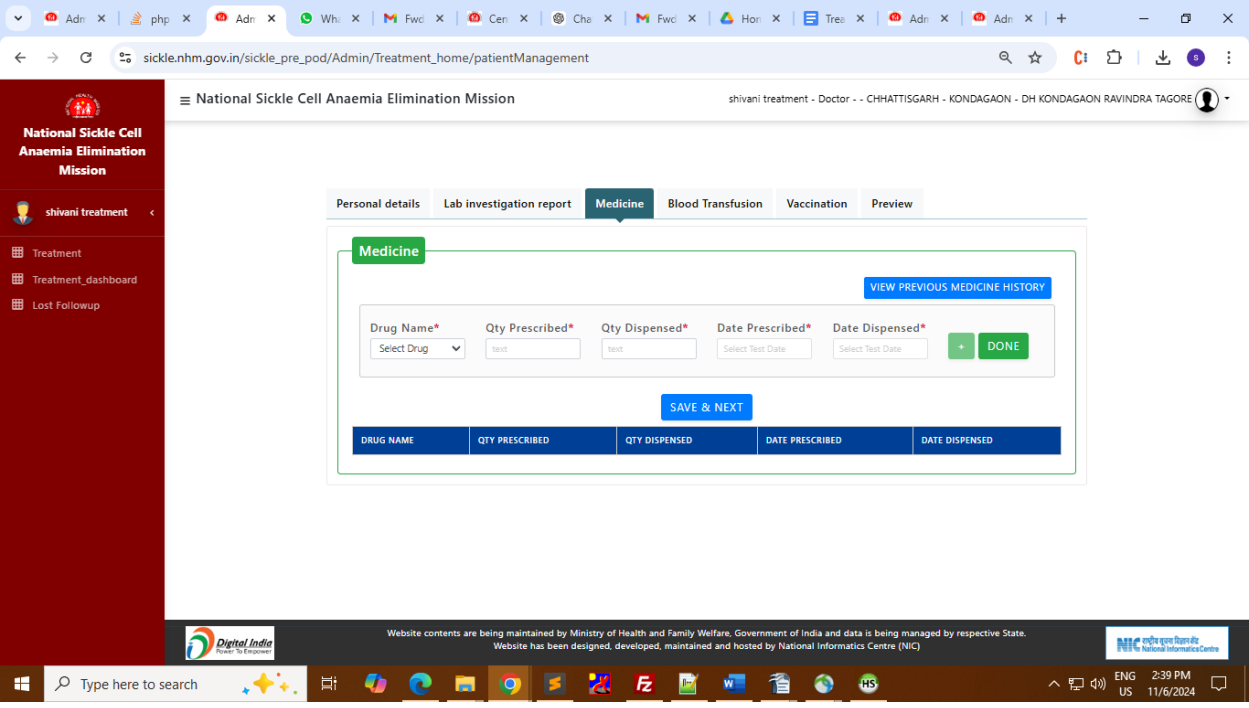 Adm
php
Adm
Wha
Fwd
Cen
Cha
Fwd
Hon
Trea
Adm
Adm
sickle.nhm.gov.in/sickle_pre_pod/Admin/Treatment_home/patientManagement
National Sickle Cell Anaemia Elimination Mission
shivani treatment
Treatment
Treatment_dashboard
Lost Followup
National Sickle Cell Anaemia Elimination Mission
shivani treatment - Doctor - - CHHATTISGARH - KONDAGAON - DH KONDAGAON RAVINDRA TAGORE
Personal details
Lab investigation report
Medicine
Blood Transfusion
Vaccination
Preview
Medicine
VIEW PREVIOUS MEDICINE HISTORY
Drug Name*
Qty Prescribed*
Qty Dispensed*
Date Prescribed*
Date Dispensed*
Select Drug
text
text
Select Test Date
Select Test Date
+
DONE
SAVE & NEXT
DRUG NAME
QTY PRESCRIBED
QTY DISPENSED
DATE PRESCRIBED
DATE DISPENSED
Digital India
Power To Empower
Website contents are being maintained by Ministry of Health and Family Welfare, Government of India and data is being managed by respective State.
Website has been designed, developed, maintained and hosted by National Informatics Centre (NIC)
NIC
राष्ट्रीय सूचना विज्ञान केंद्र
National Informatics Centre
Type here to search
HS
ENG
US
2:39 PM
11/6/2024